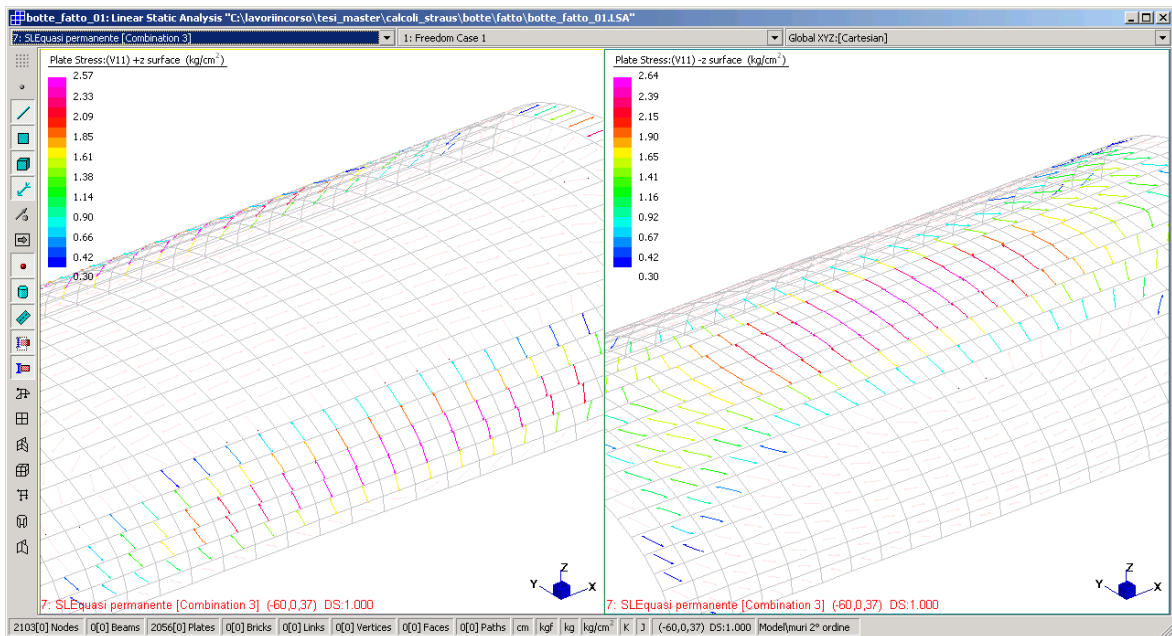 botte_fatto_01: Linear Static Analysis "C:\lavoriincorso\tesi_master\calcoli_straus\botte\fatto\botte_fatto_01.LSA"
7: SLEquasi permanente [Combination 3]
1: Freedom Case 1
Global XYZ:[Cartesian]
Plate Stress:(V11) +z surface (kg/cm²)
2.57
2.33
2.09
1.85
1.61
1.38
1.14
0.90
0.66
0.42
0.30
Y
Z
X
7: SLEquasi permanente [Combination 3] (-60,0,37) DS:1.000
Plate Stress:(V11) -z surface (kg/cm²)
2.64
2.39
2.15
1.90
1.65
1.41
1.16
0.92
0.67
0.42
0.30
Y
Z
X
7: SLEquasi permanente [Combination 3] (-60,0,37) DS:1.000
2103[0] Nodes 0[0] Beams 2056[0] Plates 0[0] Bricks 0[0] Links 0[0] Vertices 0[0] Faces 0[0] Paths cm kgf kg kg/cm² K J (-60,0,37) DS:1.000 Model\muri 2° ordine